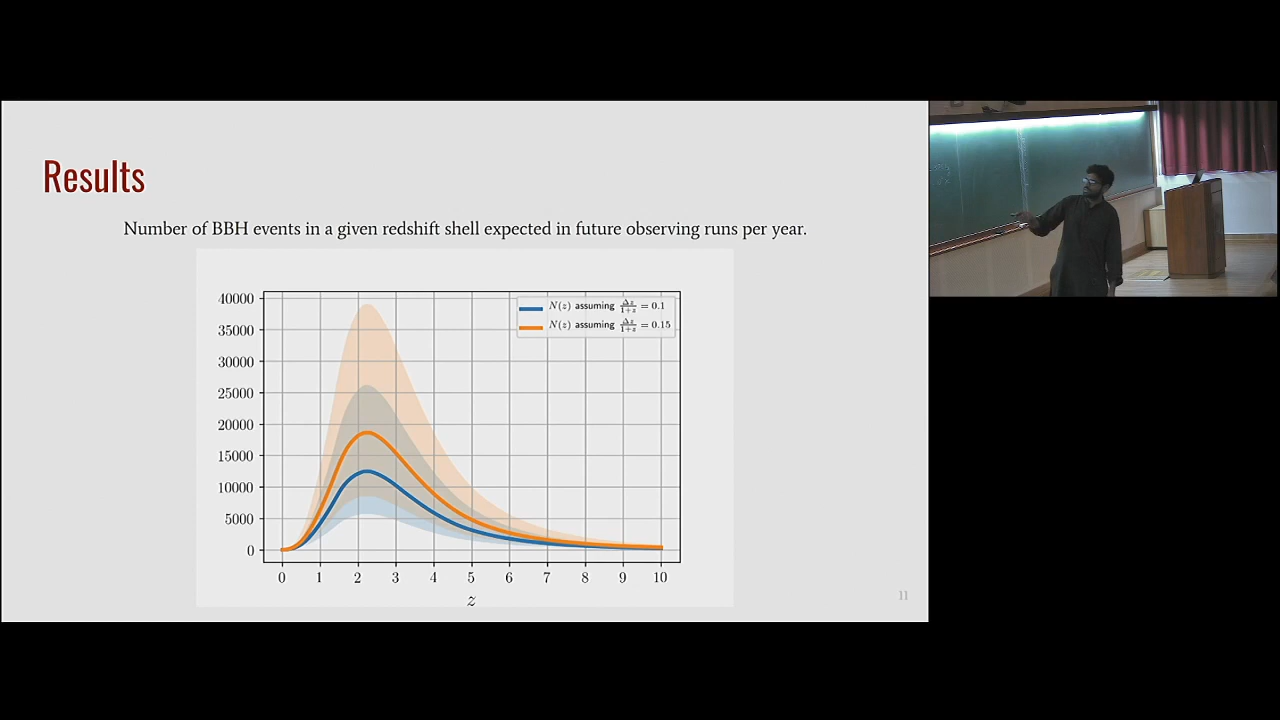 Results
Number of BBH events in a given redshift shell expected in future observing runs per year.
40000
35000
30000
25000
20000
15000
10000
5000
0
N(z) assuming Δz/1+z = 0.1
N(z) assuming Δz/1+z = 0.15
0 1 2 3 4 5 6 7 8 9 10
z
11